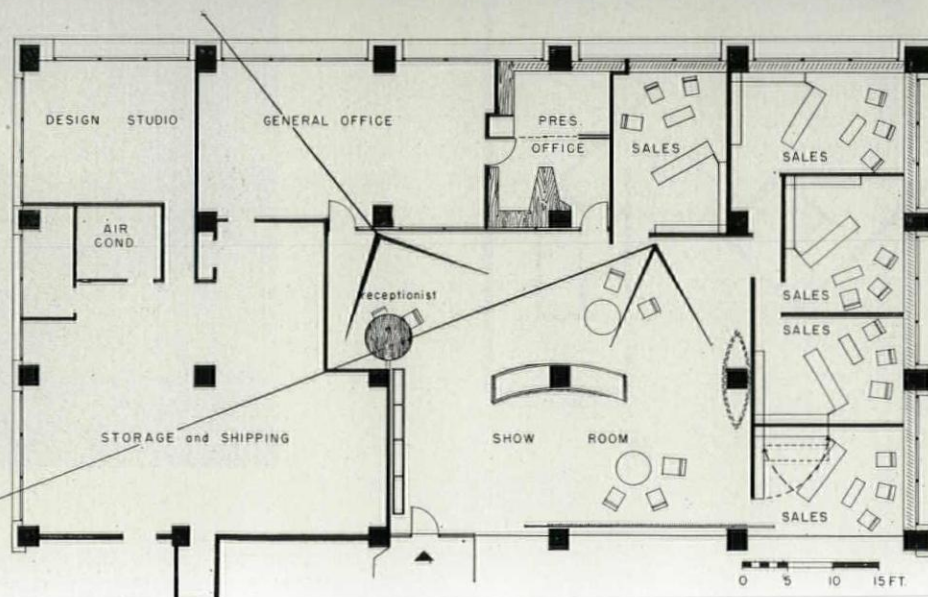 DESIGN STUDIO
GENERAL OFFICE
PRES.
OFFICE
SALES
SALES
AIR
COND.
receptionist
SALES
SALES
STORAGE and SHIPPING
SHOW ROOM
SALES
0 5 10 15 FT.